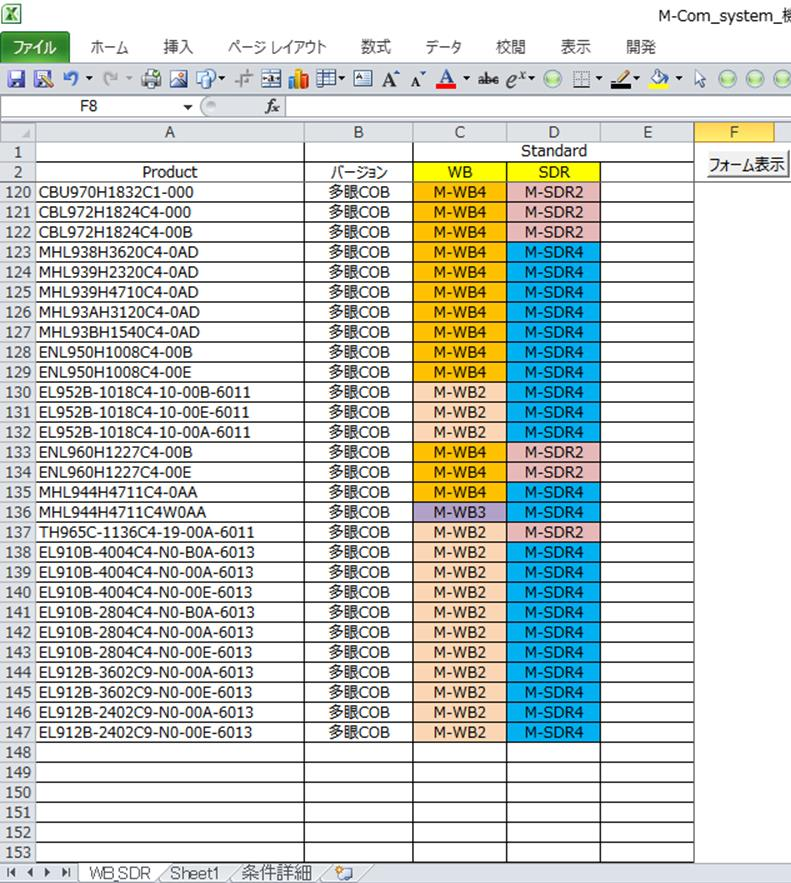 M-Com_system_機
ファイル ホーム 挿入 ページ レイアウト 数式 データ 校閲 表示 開発
F8 fx
A B C D E F
1 Standard
2 Product バージョン WB SDR フォーム表示
120 CBU970H1832C1-000 多眼COB M-WB4 M-SDR2
121 CBL972H1824C4-000 多眼COB M-WB4 M-SDR2
122 CBL972H1824C4-00B 多眼COB M-WB4 M-SDR2
123 MHL938H3620C4-0AD 多眼COB M-WB4 M-SDR4
124 MHL939H2320C4-0AD 多眼COB M-WB4 M-SDR4
125 MHL939H4710C4-0AD 多眼COB M-WB4 M-SDR4
126 MHL93AH3120C4-0AD 多眼COB M-WB4 M-SDR4
127 MHL93BH1540C4-0AD 多眼COB M-WB4 M-SDR4
128 ENL950H1008C4-00B 多眼COB M-WB4 M-SDR4
129 ENL950H1008C4-00E 多眼COB M-WB4 M-SDR4
130 EL952B-1018C4-10-00B-6011 多眼COB M-WB2 M-SDR4
131 EL952B-1018C4-10-00E-6011 多眼COB M-WB2 M-SDR4
132 EL952B-1018C4-10-00A-6011 多眼COB M-WB2 M-SDR4
133 ENL960H1227C4-00B 多眼COB M-WB4 M-SDR2
134 ENL960H1227C4-00E 多眼COB M-WB4 M-SDR2
135 MHL944H4711C4-0AA 多眼COB M-WB4 M-SDR4
136 MHL944H4711C4W0AA 多眼COB M-WB3 M-SDR4
137 TH965C-1136C4-19-00A-6011 多眼COB M-WB2 M-SDR2
138 EL910B-4004C4-N0-B0A-6013 多眼COB M-WB2 M-SDR4
139 EL910B-4004C4-N0-00A-6013 多眼COB M-WB2 M-SDR4
140 EL910B-4004C4-N0-00E-6013 多眼COB M-WB2 M-SDR4
141 EL910B-2804C4-N0-B0A-6013 多眼COB M-WB2 M-SDR4
142 EL910B-2804C4-N0-00A-6013 多眼COB M-WB2 M-SDR4
143 EL910B-2804C4-N0-00E-6013 多眼COB M-WB2 M-SDR4
144 EL912B-3602C9-N0-00A-6013 多眼COB M-WB2 M-SDR4
145 EL912B-3602C9-N0-00E-6013 多眼COB M-WB2 M-SDR4
146 EL912B-2402C9-N0-00A-6013 多眼COB M-WB2 M-SDR4
147 EL912B-2402C9-N0-00E-6013 多眼COB M-WB2 M-SDR4
148
149
150
151
152
153
WB_SDR Sheet1 条件詳細